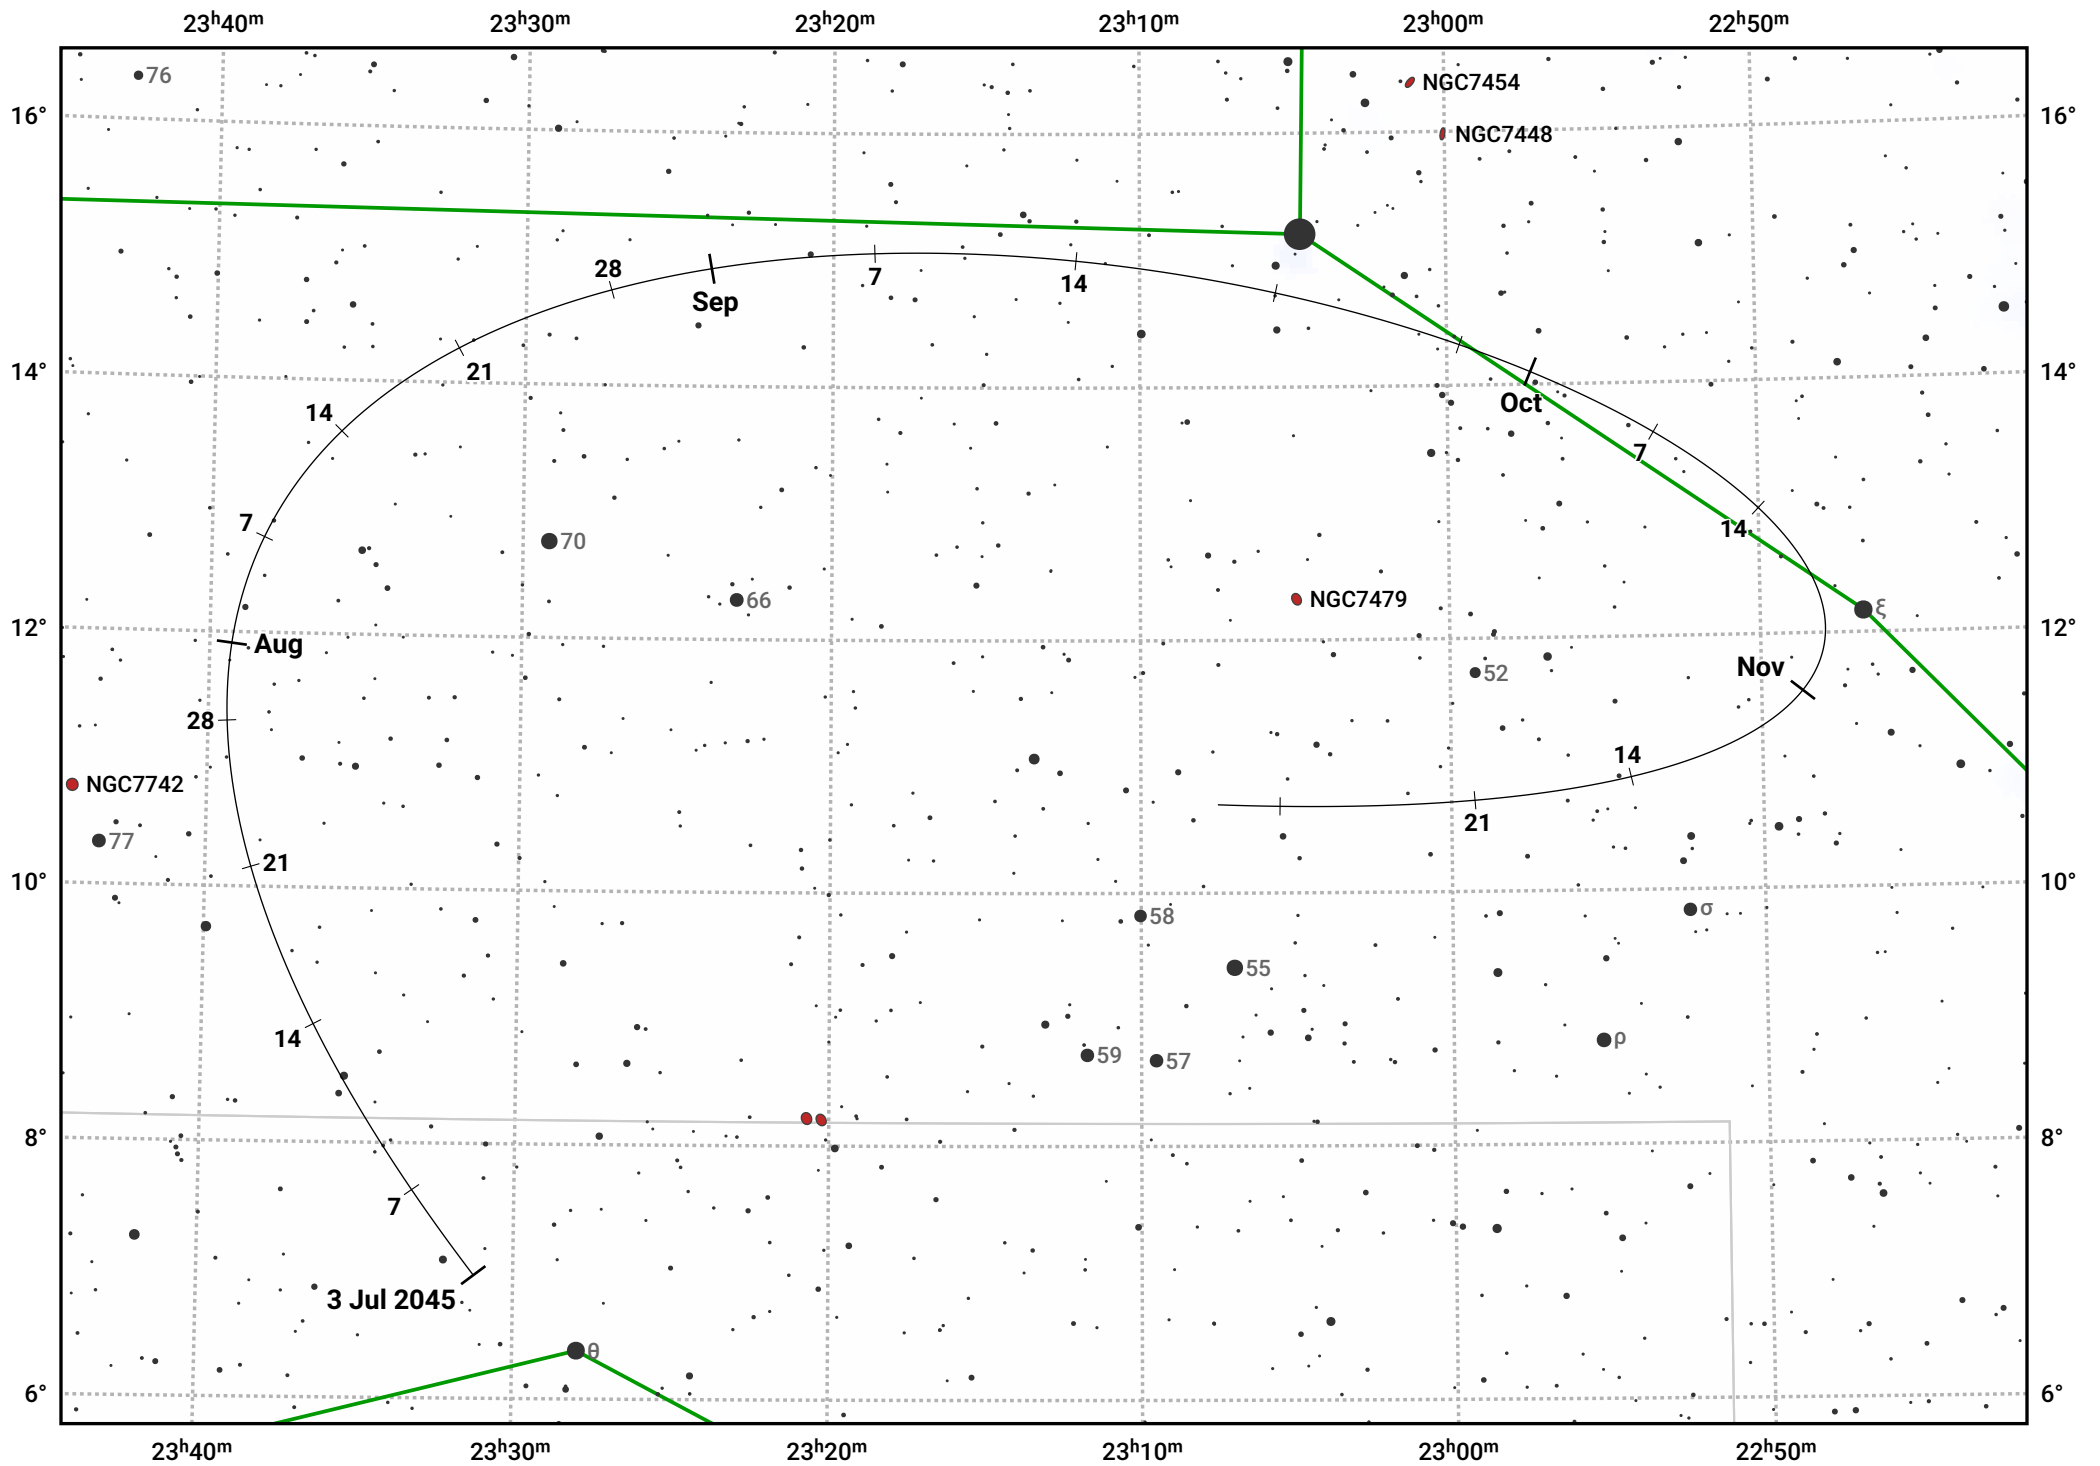 23ʰ40ᵐ 23ʰ30ᵐ 23ʰ20ᵐ 23ʰ10ᵐ 23ʰ00ᵐ 22ʰ50ᵐ
76
NGC7454
16° 16°
NGC7448
28
7
14
Sep
14° 14°
21
Oct
14
7
7
14
70
66
NGC7479
ξ
12° 12°
Aug
Nov
52
28
14
NGC7742
21
77
21
10° 10°
σ
58
55
14
ρ
59
57
8° 8°
7
3 Jul 2045
θ
6° 6°
23ʰ40ᵐ 23ʰ30ᵐ 23ʰ20ᵐ 23ʰ10ᵐ 23ʰ00ᵐ 22ʰ50ᵐ